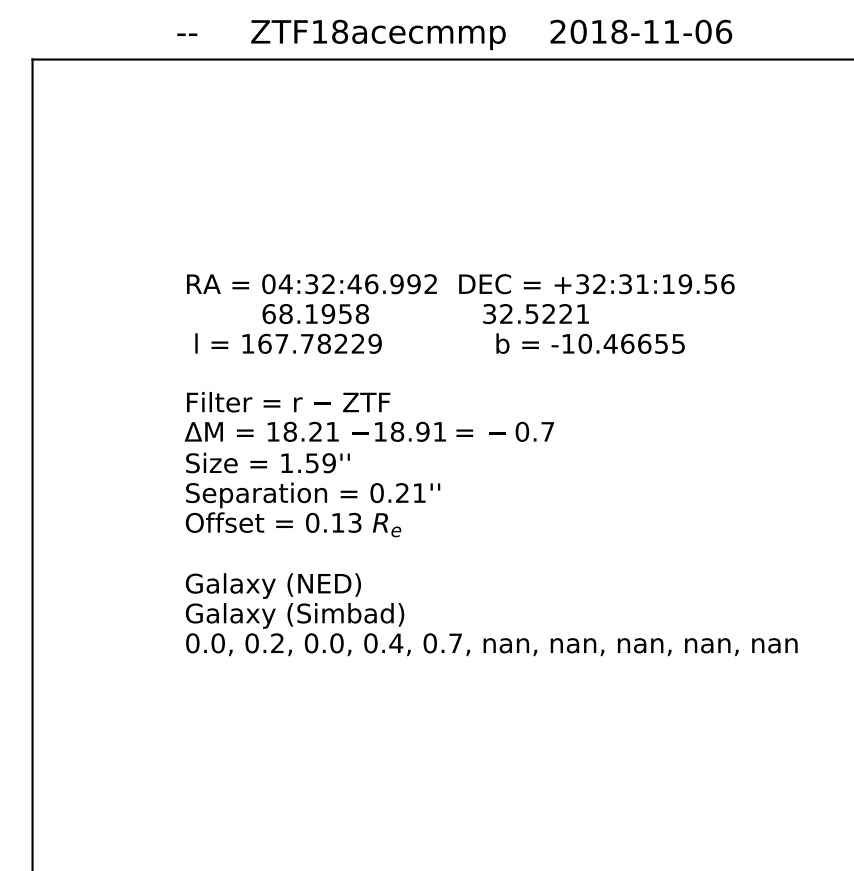 -- ZTF18acecmmp 2018-11-06
RA = 04:32:46.992 DEC = +32:31:19.56
68.1958 32.5221
l = 167.78229 b = -10.46655
Filter = r − ZTF
ΔM = 18.21 −18.91 = − 0.7
Size = 1.59''
Separation = 0.21''
Offset = 0.13 Rₑ
Galaxy (NED)
Galaxy (Simbad)
0.0, 0.2, 0.0, 0.4, 0.7, nan, nan, nan, nan, nan